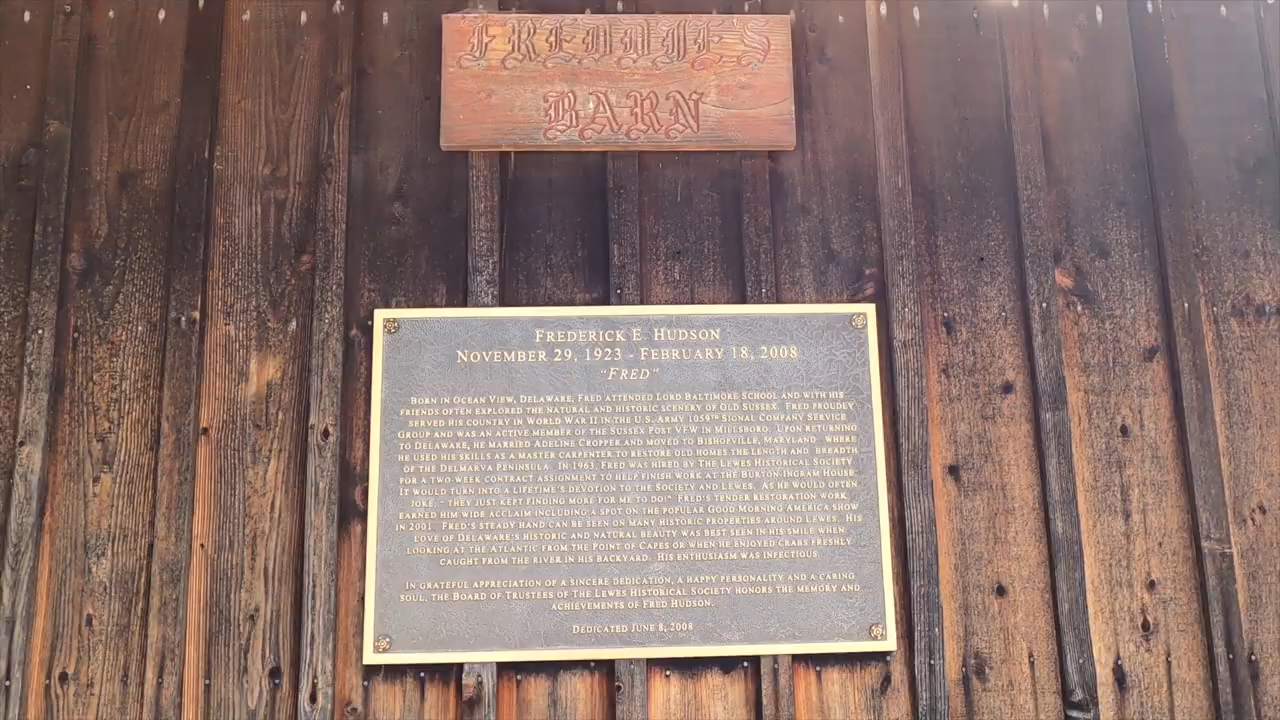 FREDDIE'S
BARN
FREDERICK E. HUDSON
NOVEMBER 29, 1923 - FEBRUARY 18, 2008
"FRED"
BORN IN OCEAN VIEW, DELAWARE, FRED ATTENDED LORD BALTIMORE SCHOOL AND WITH HIS
FRIENDS OFTEN EXPLORED THE NATURAL AND HISTORIC SCENERY OF OLD SUSSEX. FRED PROUDLY
SERVED HIS COUNTRY IN WORLD WAR II IN THE U.S. ARMY 1059TH SIGNAL COMPANY SERVICE
GROUP AND WAS AN ACTIVE MEMBER OF THE SUSSEX POST VFW IN MILLSBORO. UPON RETURNING
TO DELAWARE, HE MARRIED ADELINE CROPPER AND MOVED TO BISHOPVILLE, MARYLAND WHERE
HE USED HIS SKILLS AS A MASTER CARPENTER TO RESTORE OLD HOMES THE LENGTH AND BREADTH
OF THE DELMARVA PENINSULA. IN 1963, FRED WAS HIRED BY THE LEWES HISTORICAL SOCIETY
FOR A TWO-WEEK CONTRACT ASSIGNMENT TO HELP FINISH WORK AT THE BURTON-INGRAM HOUSE.
IT WOULD TURN INTO A LIFETIME'S DEVOTION TO THE SOCIETY AND LEWES. AS HE WOULD OFTEN
JOKE, "THEY JUST KEPT FINDING MORE FOR ME TO DO!" FRED'S TENDER RESTORATION WORK
EARNED HIM WIDE ACCLAIM INCLUDING A SPOT ON THE POPULAR GOOD MORNING AMERICA SHOW
IN 2001. FRED'S STEADY HAND CAN BE SEEN ON MANY HISTORIC PROPERTIES AROUND LEWES. HIS
LOVE OF DELAWARE'S HISTORIC AND NATURAL BEAUTY WAS BEST SEEN IN HIS SMILE WHEN
LOOKING AT THE ATLANTIC FROM THE POINT OF CAPES OR WHEN HE ENJOYED CRABS FRESHLY
CAUGHT FROM THE RIVER IN HIS BACKYARD. HIS ENTHUSIASM WAS INFECTIOUS.
IN GRATEFUL APPRECIATION OF A SINCERE DEDICATION, A HAPPY PERSONALITY AND A CARING
SOUL, THE BOARD OF TRUSTEES OF THE LEWES HISTORICAL SOCIETY HONORS THE MEMORY AND
ACHIEVEMENTS OF FRED HUDSON.
DEDICATED JUNE 8, 2008